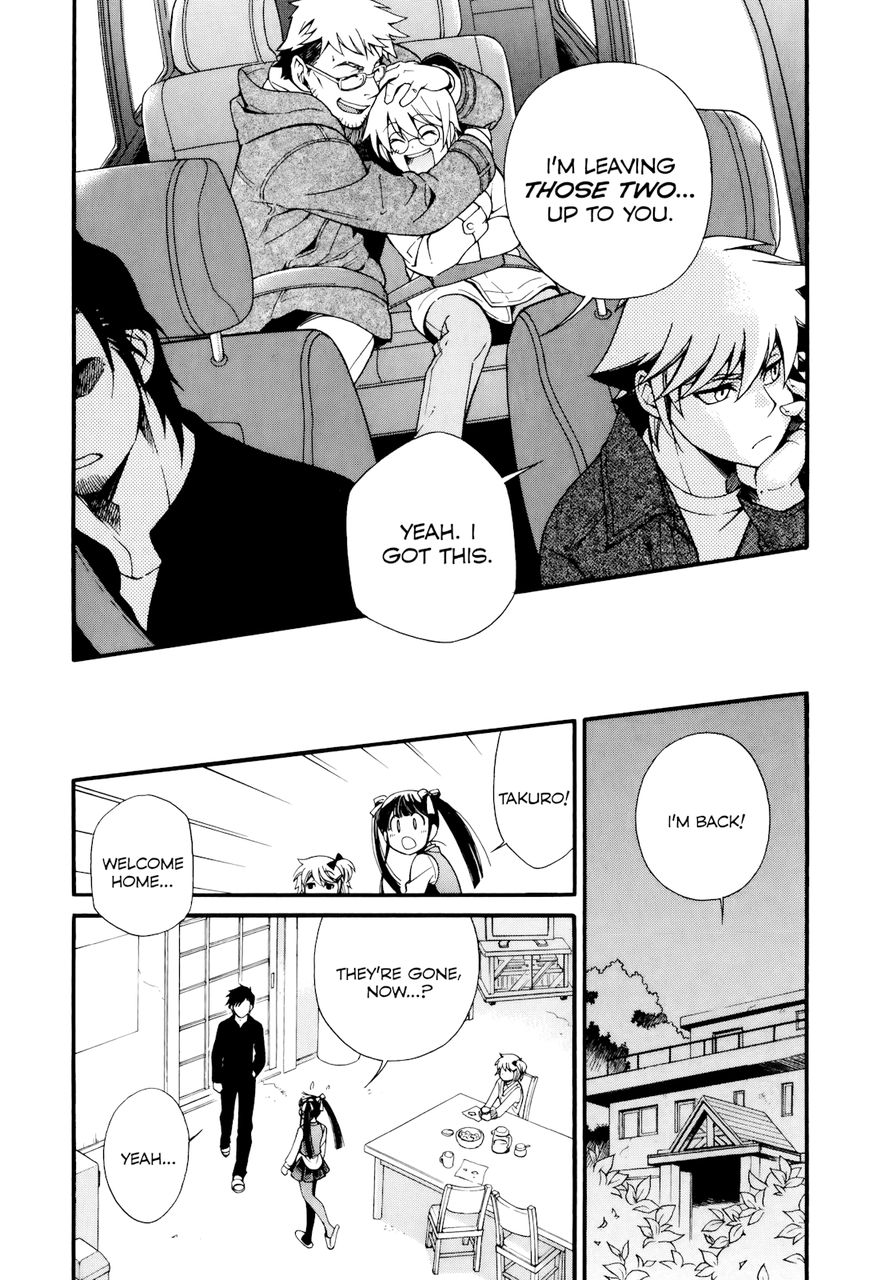 I'M LEAVING
THOSE TWO...
UP TO YOU.
YEAH. I
GOT THIS.
I'M BACK!
TAKURO!
WELCOME
HOME...
THEY'RE GONE,
NOW...?
YEAH...